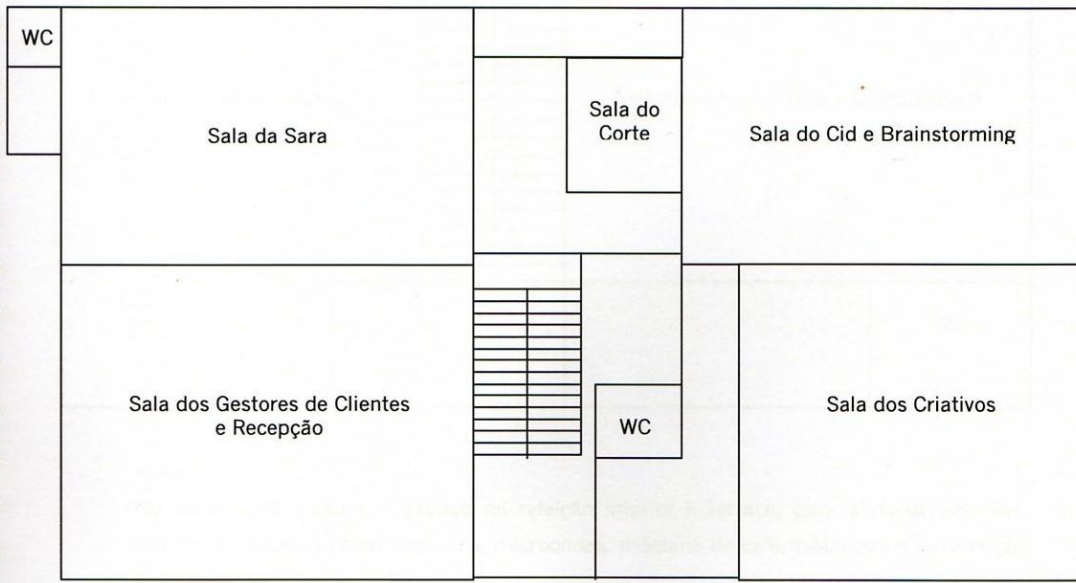 WC
Sala da Sara
Sala do
Corte
Sala do Cid e Brainstorming
Sala dos Gestores de Clientes
e Recepção
WC
Sala dos Criativos